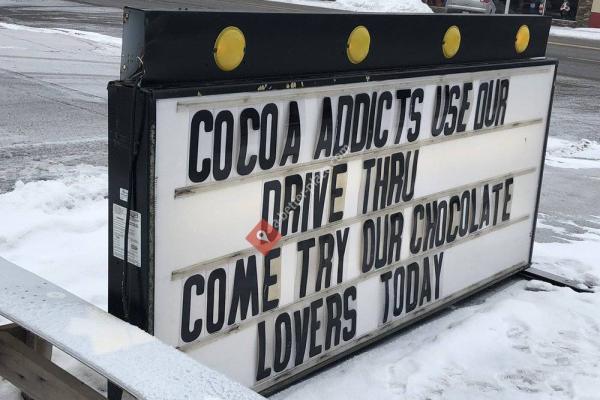 COCOA ADDICTS USE OUR
DRIVE THRU
COME TRY OUR CHOCOLATE
LOVERS TODAY